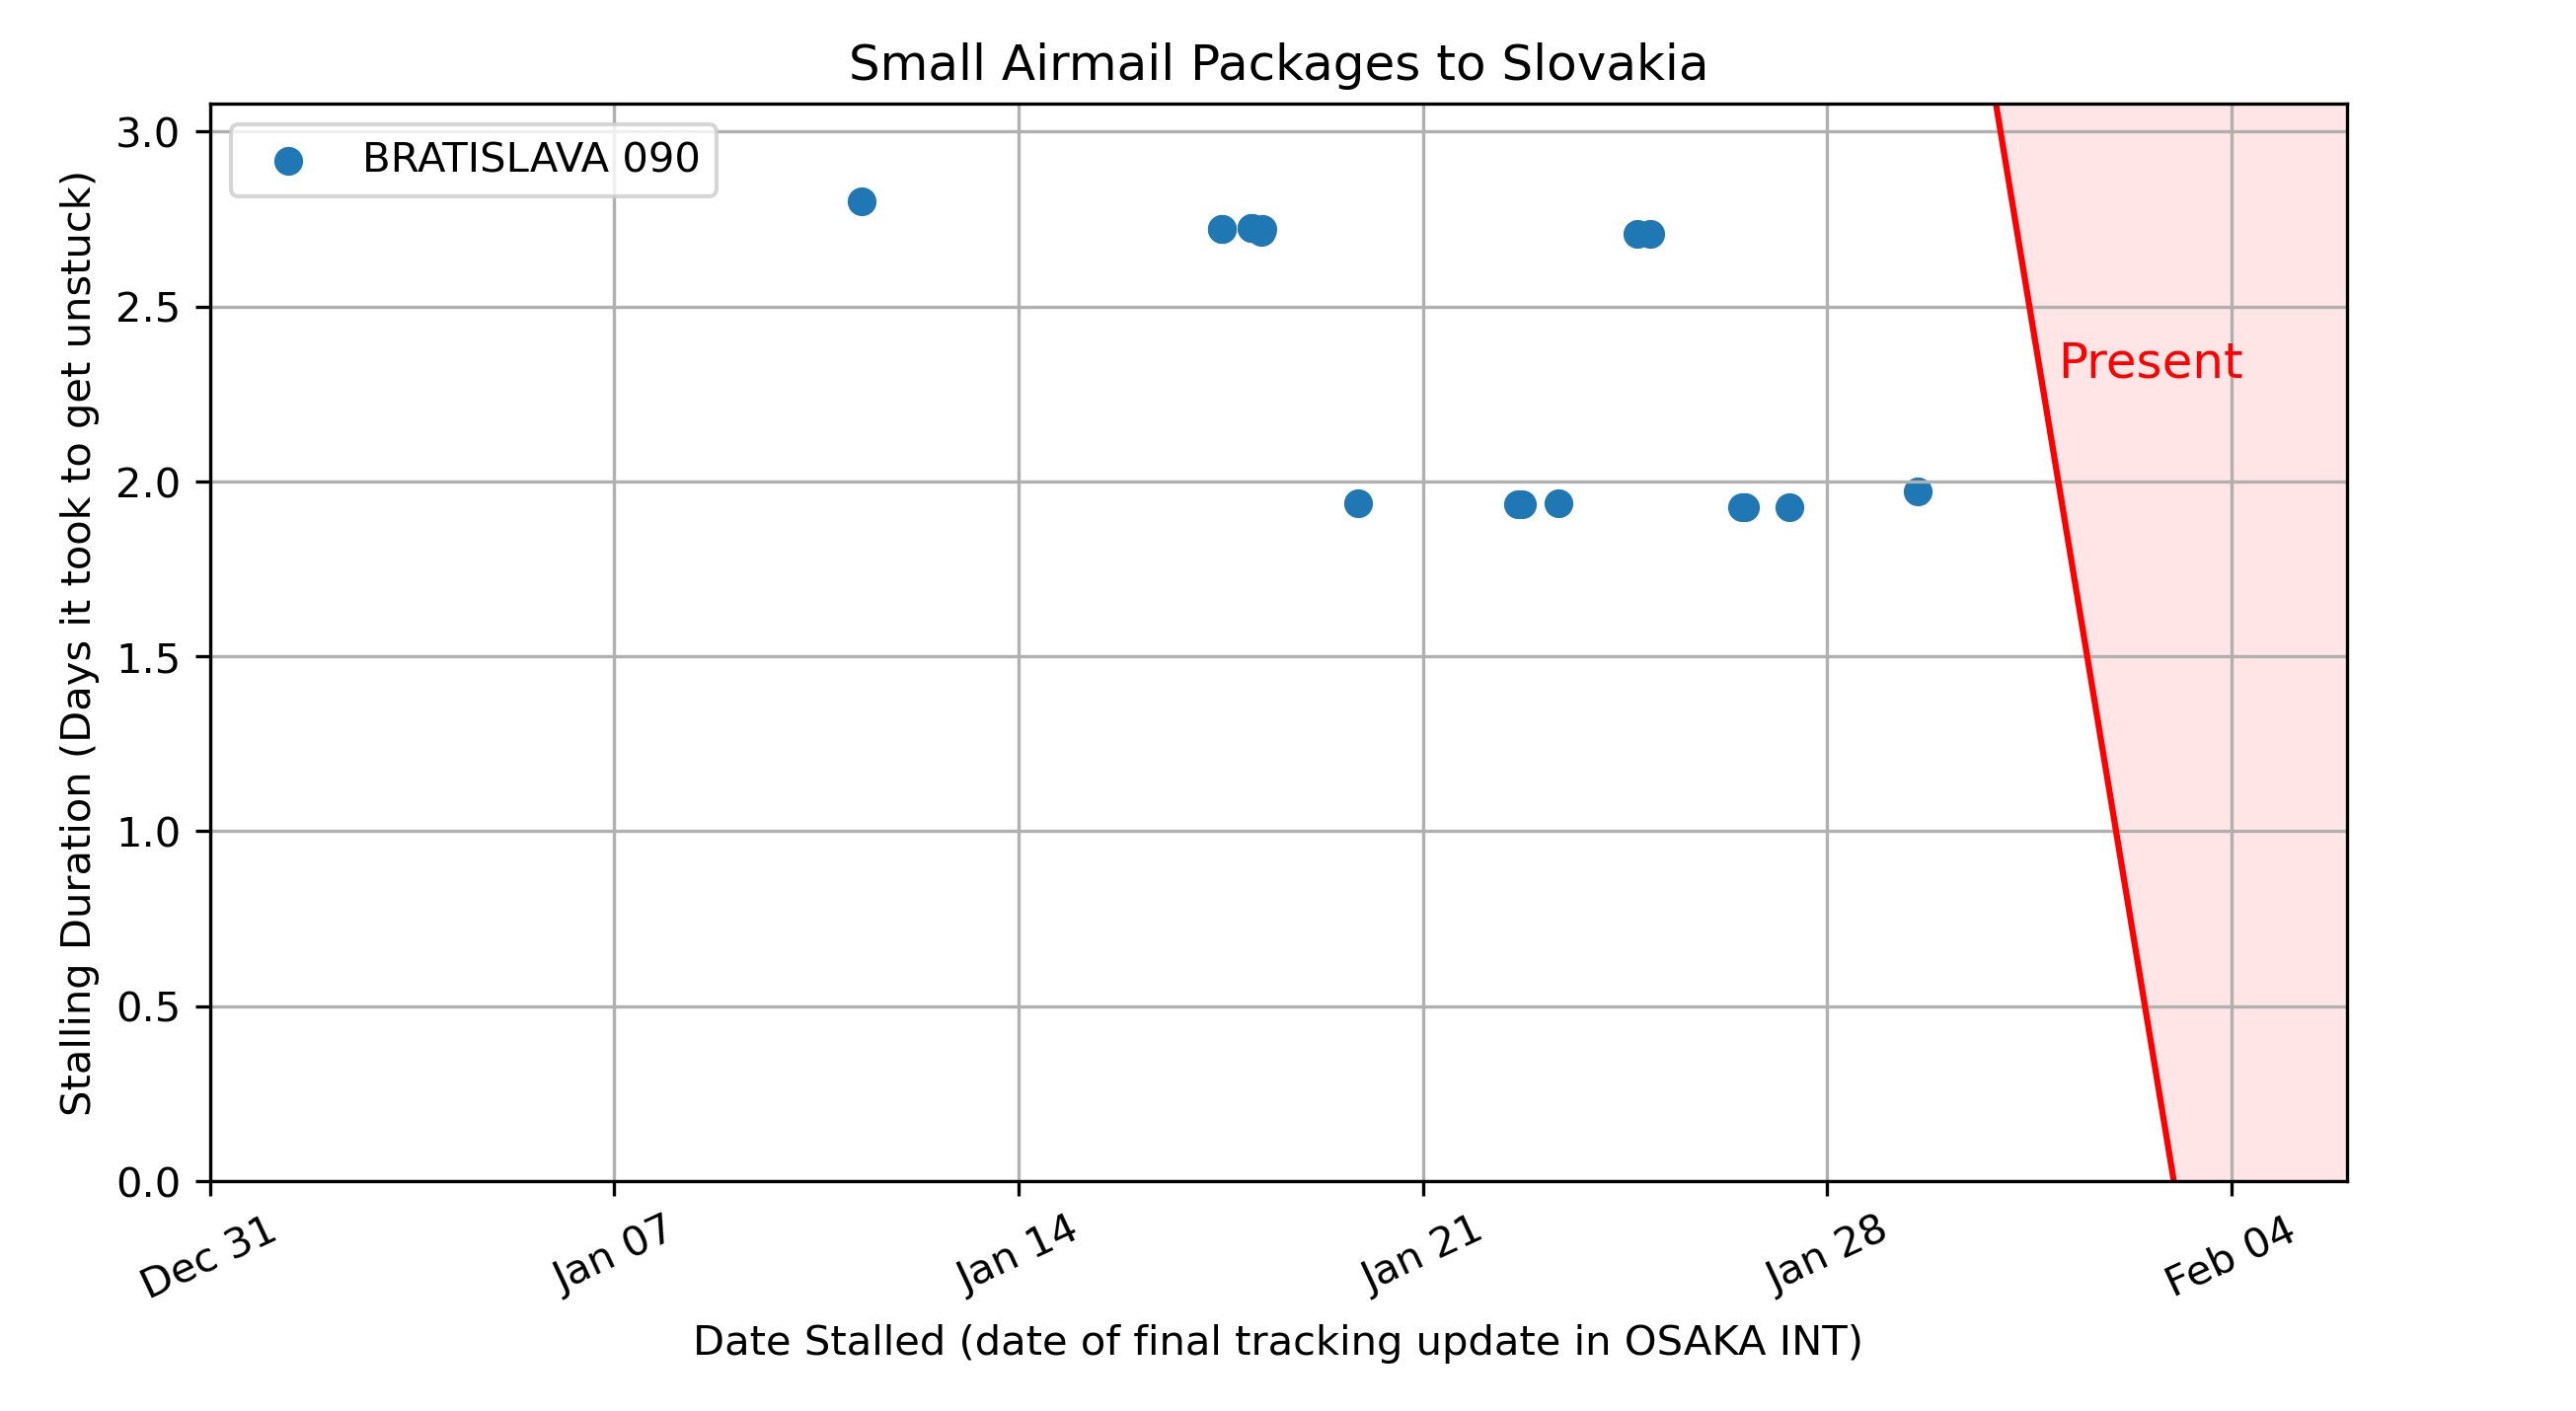 Small Airmail Packages to Slovakia
BRATISLAVA 090
Present
Stalling Duration (Days it took to get unstuck)
3.0
2.5
2.0
1.5
1.0
0.5
0.0
Dec 31
Jan 07
Jan 14
Jan 21
Jan 28
Feb 04
Date Stalled (date of final tracking update in OSAKA INT)